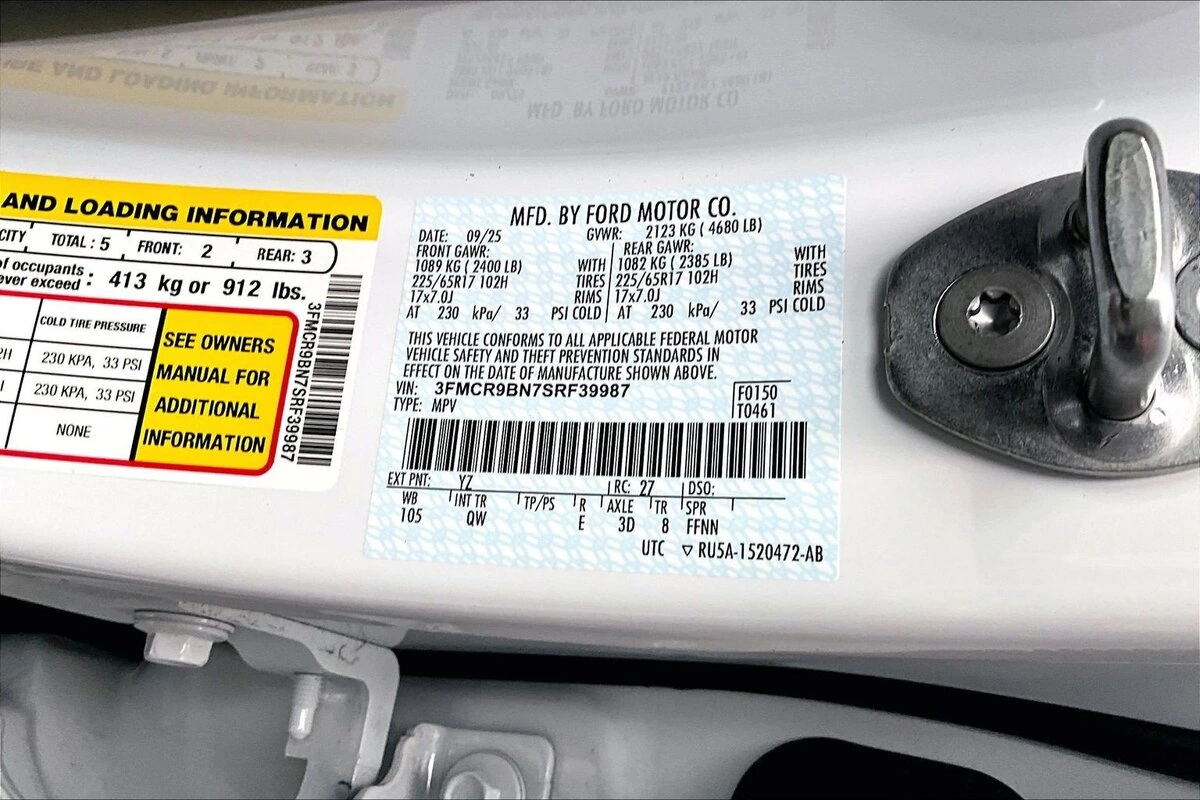 AND LOADING INFORMATION
CITY TOTAL : 5 FRONT: 2 REAR: 3
of occupants
ever exceed : 413 kg or 912 lbs.
COLD TIRE PRESSURE
230 KPA, 33 PSI
230 KPA, 33 PSI
NONE
SEE OWNERS
MANUAL FOR
ADDITIONAL
INFORMATION
3FMCR9BN7SRF39987
MFD. BY FORD MOTOR CO.
DATE: 09/25 GVWR: 2123 KG ( 4680 LB)
FRONT GAWR: REAR GAWR:
1089 KG (2400 LB) WITH 1082 KG (2385 LB) WITH
225/65R17 102H TIRES 225/65R17 102H TIRES
17x7.0J RIMS 17x7.0J RIMS
AT 230 kPa/ 33 PSI COLD AT 230 kPa/ 33 PSI COLD
THIS VEHICLE CONFORMS TO ALL APPLICABLE FEDERAL MOTOR
VEHICLE SAFETY AND THEFT PREVENTION STANDARDS IN
EFFECT ON THE DATE OF MANUFACTURE SHOWN ABOVE.
VIN: 3FMCR9BN7SRF39987 F0150
TYPE: MPV T0461
EXT PNT: YZ RC: 27 DSO:
WB INT TR TP/PS R AXLE TR SPR
105 QW E 3D 8 FFNN
UTC ▽ RU5A-1520472-AB